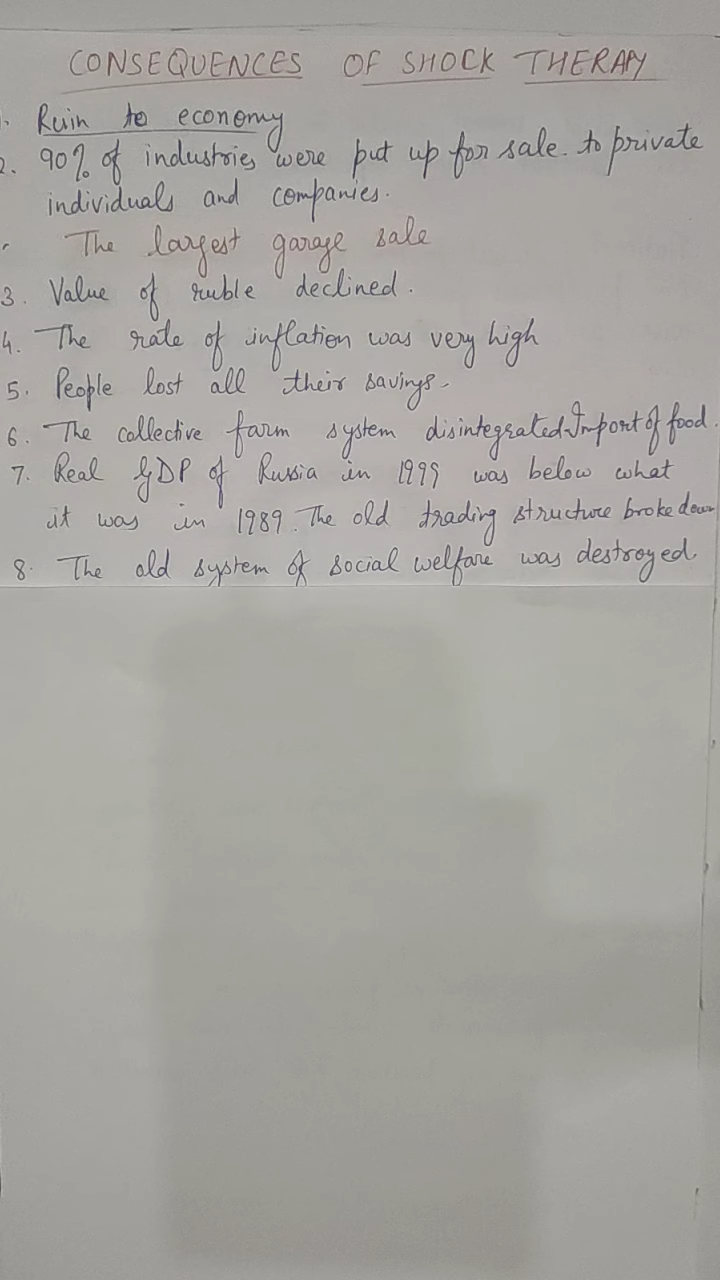 CONSEQUENCES OF SHOCK THERAPY
1. Ruin to economy
2. 90% of industries were put up for sale. to private
individuals and companies.
The largest garage sale
3. Value of ruble declined.
4. The rate of inflation was very high
5. People lost all their savings.
6. The collective farm system disintegrated. Import of food.
7. Real GDP of Russia in 1999 was below what
it was in 1989. The old trading structure broke down
8. The old system of social welfare was destroyed.